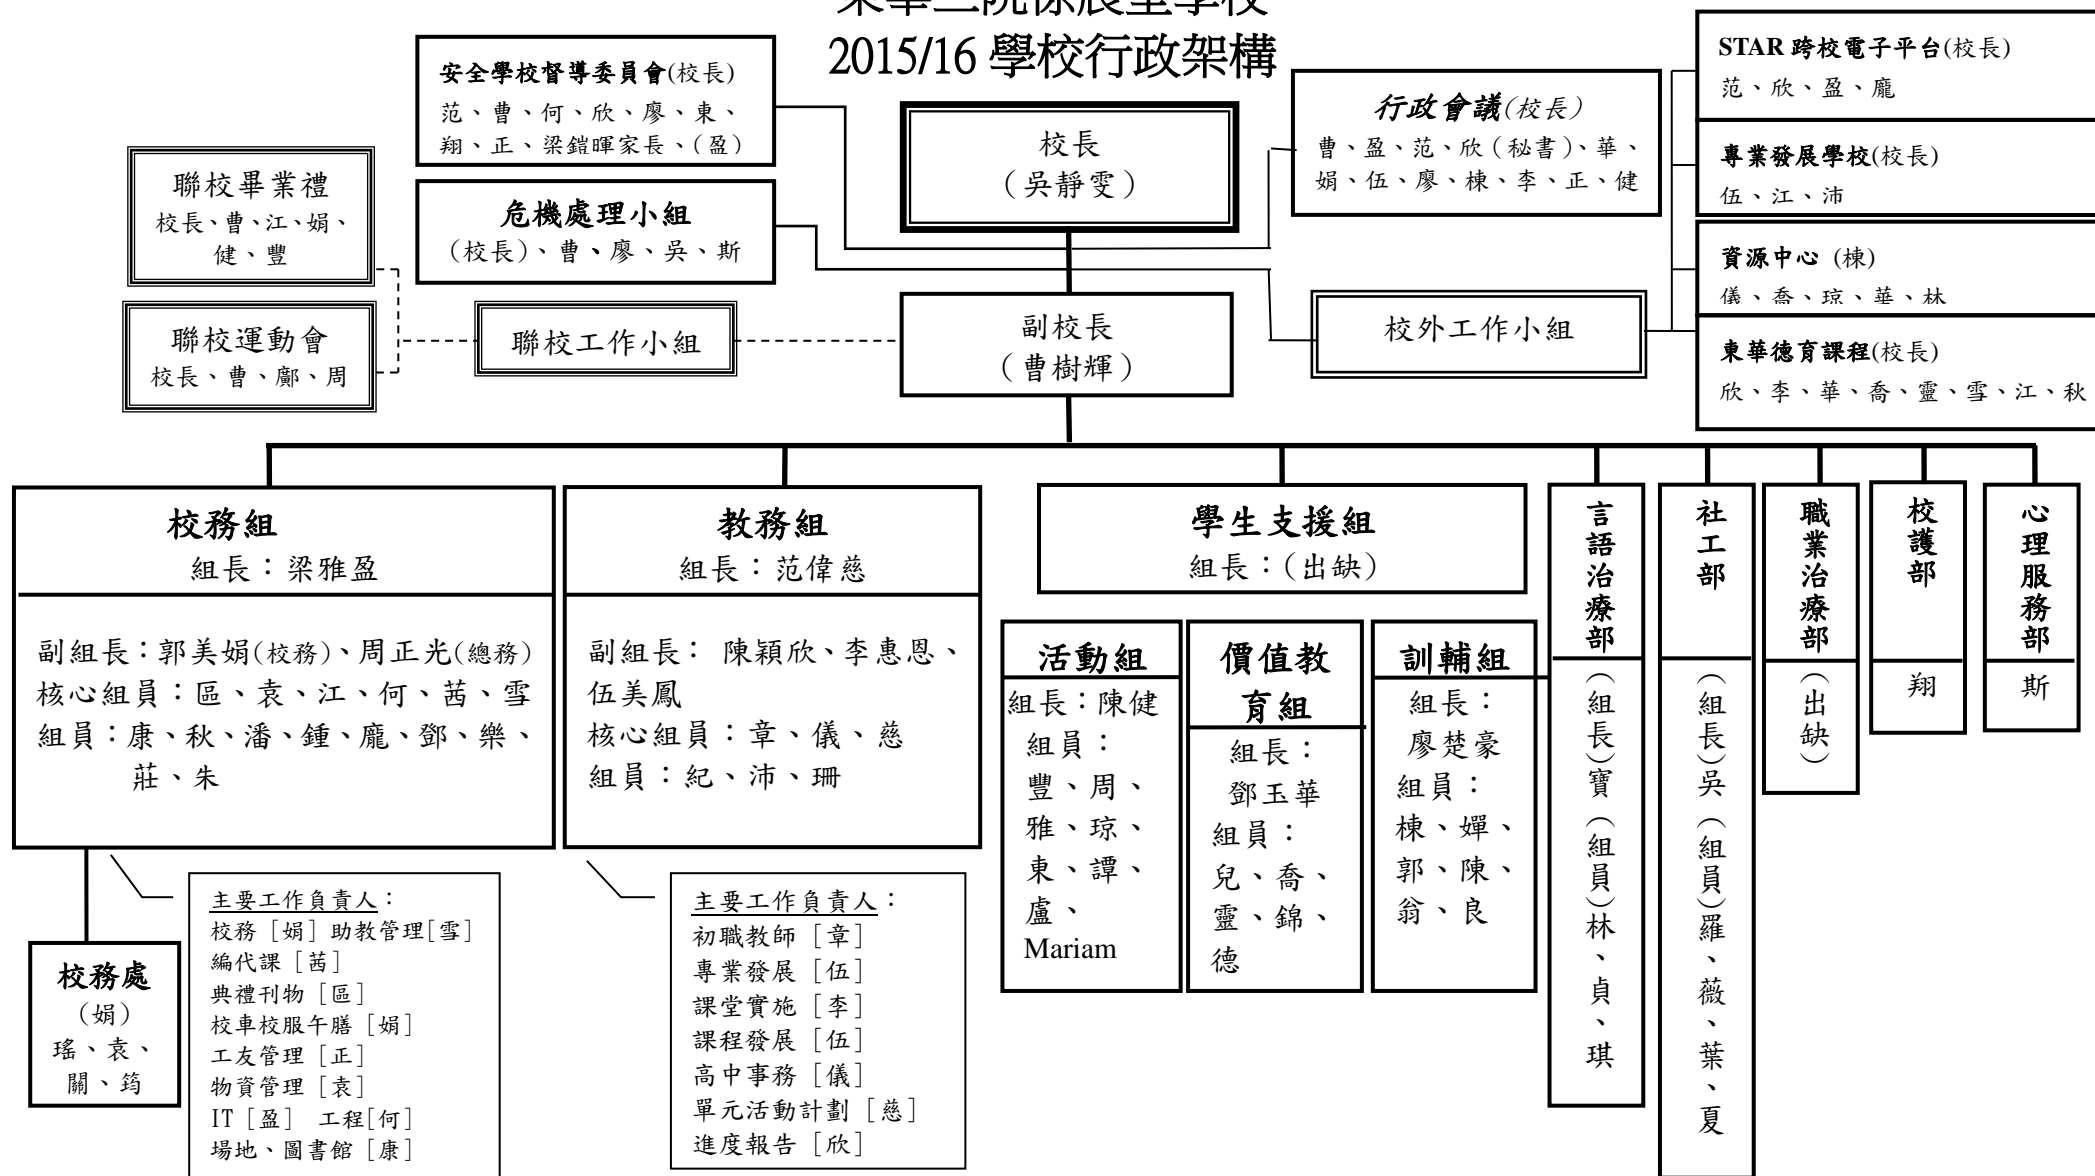 東華三院徐展堂學校
2015/16 學校行政架構
安全學校督導委員會(校長)
范、曹、何、欣、廖、東、
翔、正、梁鎧暉家長、(盈)
危機處理小組
(校長)、曹、廖、吳、斯
聯校畢業禮
校長、曹、江、娟、
健、豐
聯校運動會
校長、曹、鄺、周
聯校工作小組
校長
（吳靜雯）
副校長
（曹樹輝）
行政會議(校長)
曹、盈、范、欣（秘書）、華、
娟、伍、廖、棟、李、正、健
校外工作小組
STAR 跨校電子平台(校長)
范、欣、盈、龐
專業發展學校(校長)
伍、江、沛
資源中心 (棟)
儀、喬、琼、華、林
東華德育課程(校長)
欣、李、華、喬、靈、雪、江、秋
校務組
組長：梁雅盈
副組長：郭美娟(校務)、周正光(總務)
核心組員：區、袁、江、何、茜、雪
組員：康、秋、潘、鍾、龐、鄧、樂、
莊、朱
校務處
（娟）
瑤、袁、
關、筠
主要工作負責人：
校務［娟］助教管理[雪]
編代課［茜］
典禮刊物［區］
校車校服午膳［娟］
工友管理［正］
物資管理［袁］
IT［盈］ 工程[何]
場地、圖書館［康］
教務組
組長：范偉慈
副組長： 陳穎欣、李惠恩、
伍美鳳
核心組員：章、儀、慈
組員：紀、沛、珊
主要工作負責人：
初職教師［章］
專業發展［伍］
課堂實施［李］
課程發展［伍］
高中事務［儀］
單元活動計劃［慈］
進度報告［欣］
學生支援組
組長：（出缺）
活動組
組長：陳健
組員：
豐、周、
雅、琼、
東、譚、
盧、
Mariam
價值教
育組
組長：
鄧玉華
組員：
兒、喬、
靈、錦、
德
訓輔組
組長：
廖楚豪
組員：
棟、嬋、
郭、陳、
翁、良
言語治療部
（組長）寶（組員）林、貞、琪
社工部
（組長）吳（組員）羅、薇、葉、夏
職業治療部
（出缺）
校護部
翔
心理服務部
斯